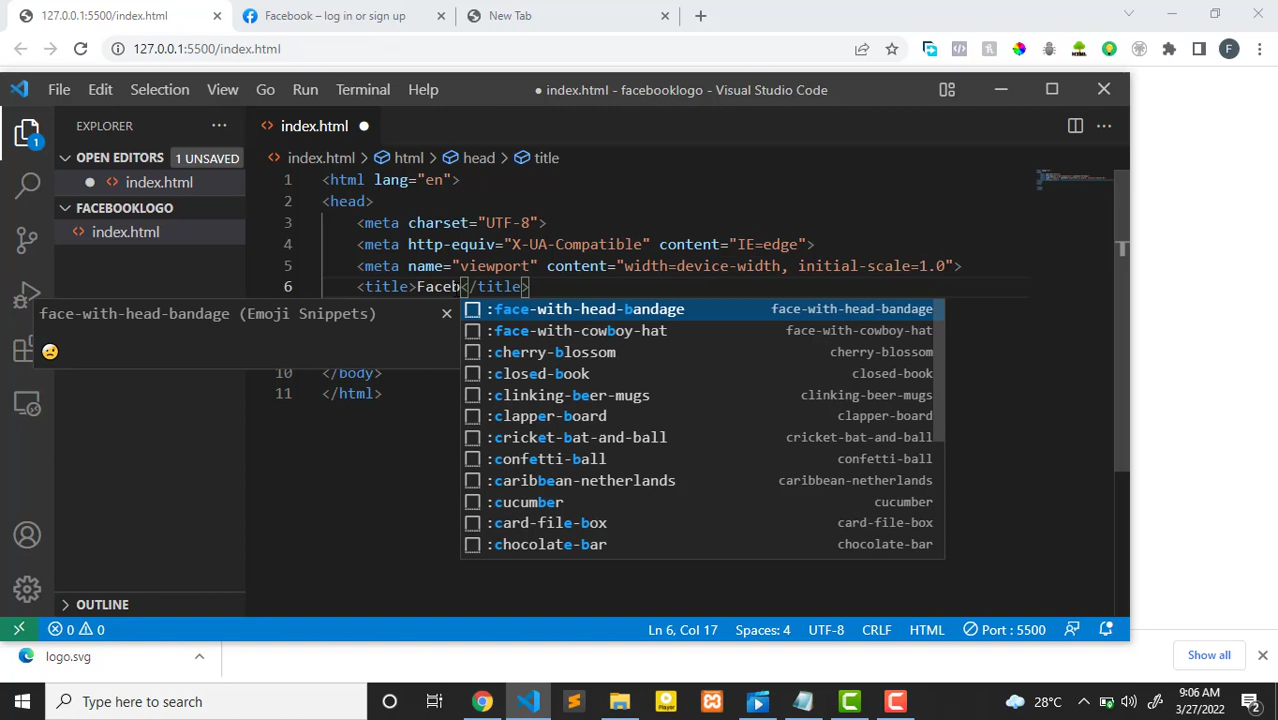 127.0.0.1:5500/index.html
Facebook – log in or sign up
New Tab
127.0.0.1:5500/index.html
F
File Edit Selection View Go Run Terminal Help
● index.html - facebooklogo - Visual Studio Code
EXPLORER
index.html
OPEN EDITORS 1 UNSAVED
index.html > html > head > title
index.html
FACEBOOKLOGO
index.html
1 <html lang="en">
2 <head>
3 <meta charset="UTF-8">
4 <meta http-equiv="X-UA-Compatible" content="IE=edge">
5 <meta name="viewport" content="width=device-width, initial-scale=1.0">
6 <title>Faceb</title>
face-with-head-bandage (Emoji Snippets)
:face-with-head-bandage face-with-head-bandage
:face-with-cowboy-hat face-with-cowboy-hat
:cherry-blossom cherry-blossom
:closed-book closed-book
:clinking-beer-mugs clinking-beer-mugs
:clapper-board clapper-board
:cricket-bat-and-ball cricket-bat-and-ball
:confetti-ball confetti-ball
:caribbean-netherlands caribbean-netherlands
:cucumber cucumber
:card-file-box card-file-box
:chocolate-bar chocolate-bar
10 </body>
11 </html>
1
OUTLINE
0 0
Ln 6, Col 17 Spaces: 4 UTF-8 CRLF HTML Port : 5500
logo.svg
Show all
Type here to search
Player
28°C
9:06 AM
3/27/2022
2